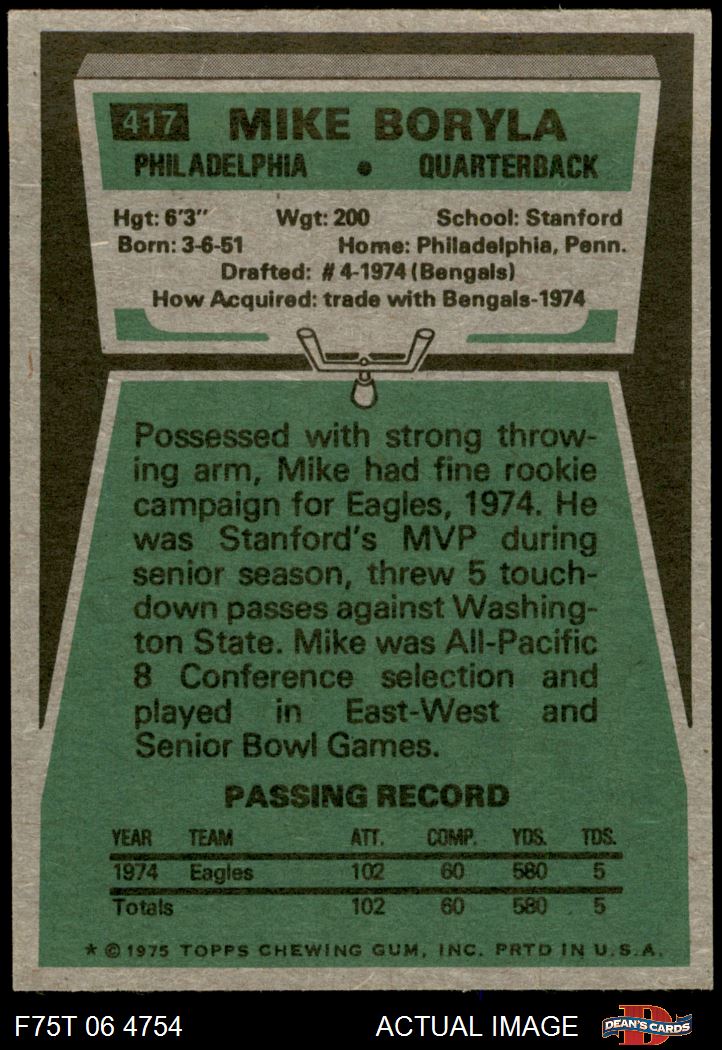 417 MIKE BORYLA
PHILADELPHIA • QUARTERBACK
Hgt: 6'3" Wgt: 200 School: Stanford
Born: 3-6-51 Home: Philadelphia, Penn.
Drafted: #4-1974 (Bengals)
How Acquired: trade with Bengals-1974
Possessed with strong throw-
ing arm, Mike had fine rookie
campaign for Eagles, 1974. He
was Stanford's MVP during
senior season, threw 5 touch-
down passes against Washing-
ton State. Mike was All-Pacific
8 Conference selection and
played in East-West and
Senior Bowl Games.
PASSING RECORD
YEAR TEAM ATT. COMP. YDS. TDS.
1974 Eagles 102 60 580 5
Totals 102 60 580 5
* © 1975 TOPPS CHEWING GUM, INC. PRTD IN U.S.A.
F75T 06 4754 ACTUAL IMAGE D DEAN'S CARDS